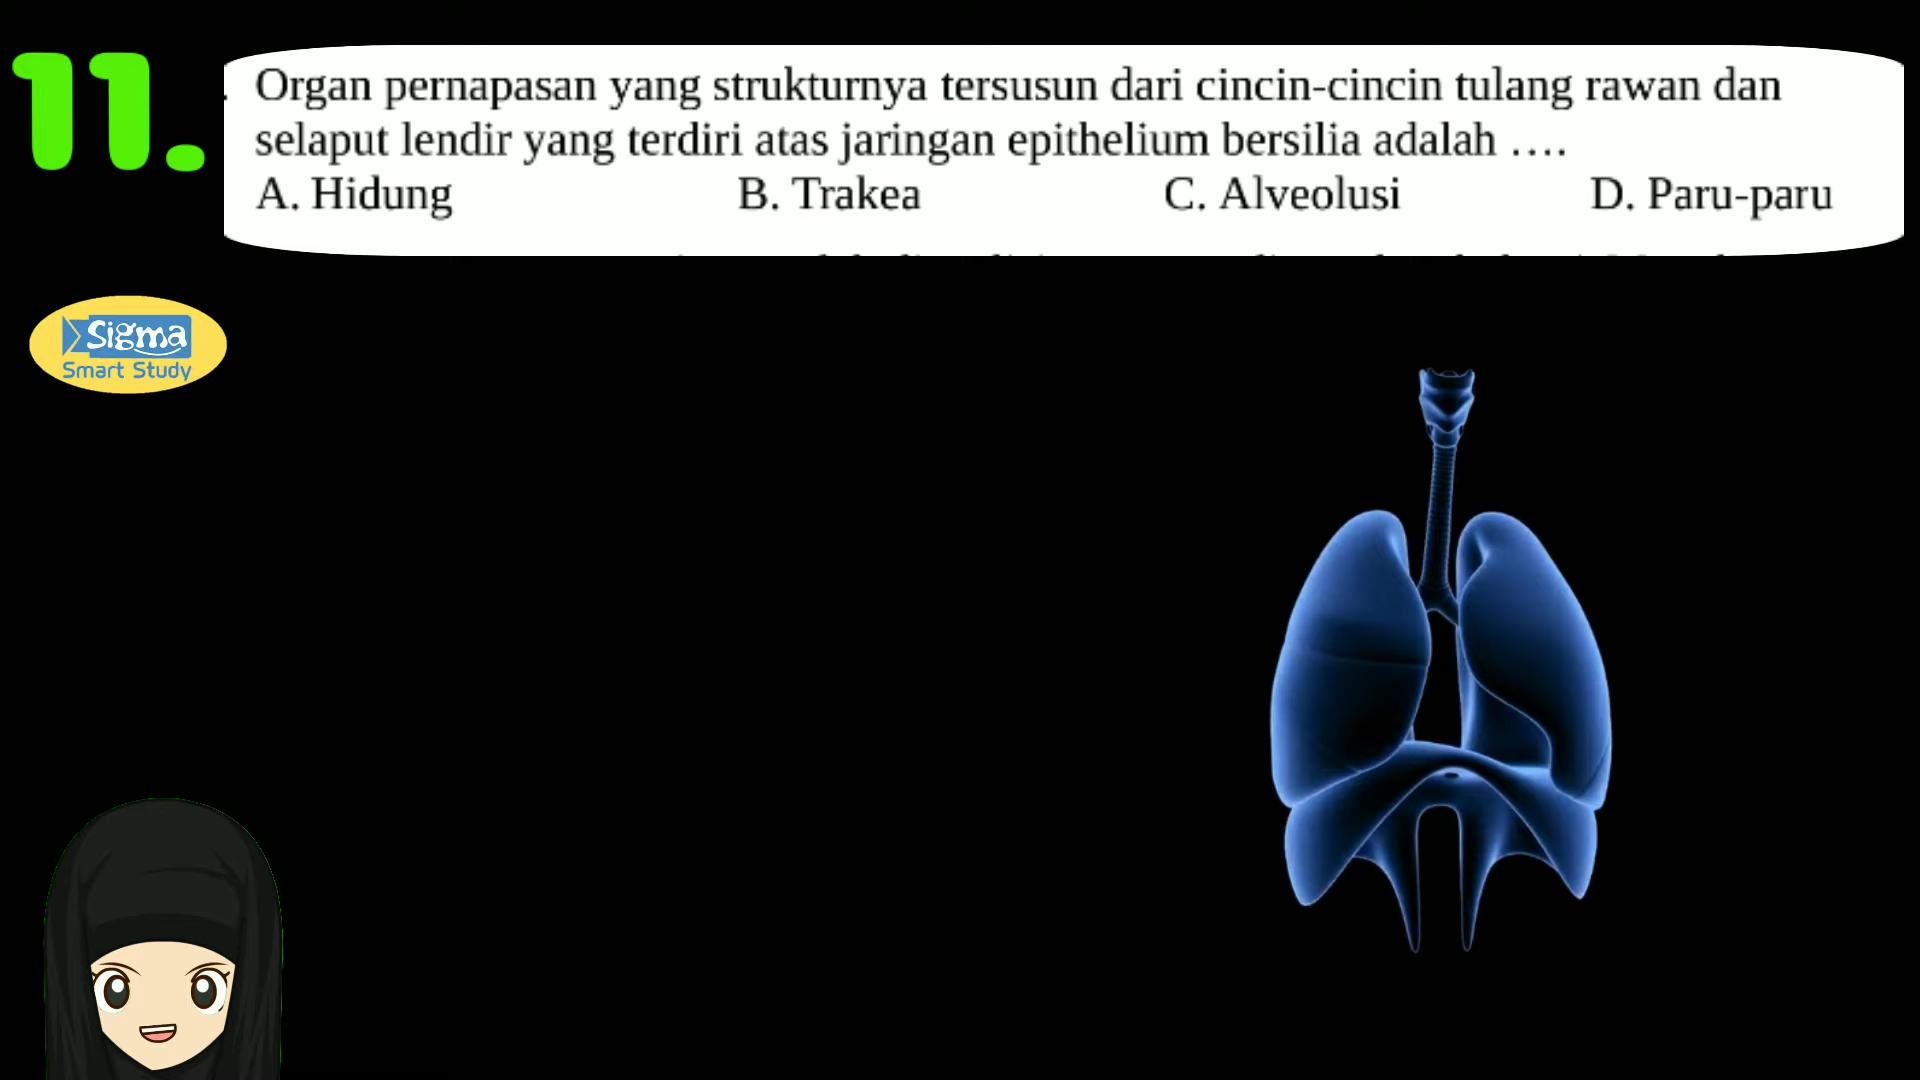 11.
Organ pernapasan yang strukturnya tersusun dari cincin-cincin tulang rawan dan
selaput lendir yang terdiri atas jaringan epithelium bersilia adalah ....
A. Hidung B. Trakea C. Alveolusi D. Paru-paru
Sigma
Smart Study